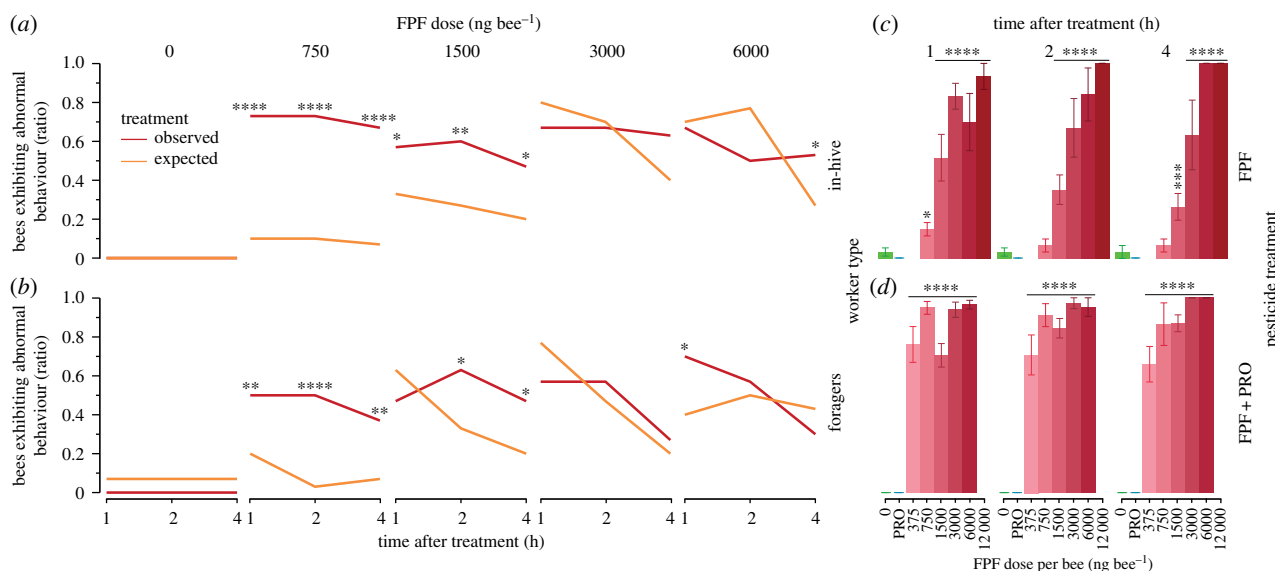 (a)
FPF dose (ng bee⁻¹)
0 750 1500 3000 6000
bees exhibiting abnormal
behaviour (ratio)
1.0
0.8
0.6
0.4
0.2
0
treatment
observed
expected
**** **** ****
* ** *
*
in-hive
(b)
bees exhibiting abnormal
behaviour (ratio)
1.0
0.8
0.6
0.4
0.2
0
** **** **
* *
*
foragers
1 2 4 1 2 4 1 2 4 1 2 4 1 2 4
time after treatment (h)
worker type
(c)
time after treatment (h)
1 **** 2 **** 4 ****
*
***
FPF
(d)
**** **** ****
FPF + PRO
pesticide treatment
0 PRO 375 750 1500 3000 6000 12 000 0 PRO 375 750 1500 3000 6000 12 000 0 PRO 375 750 1500 3000 6000 12 000
FPF dose per bee (ng bee⁻¹)